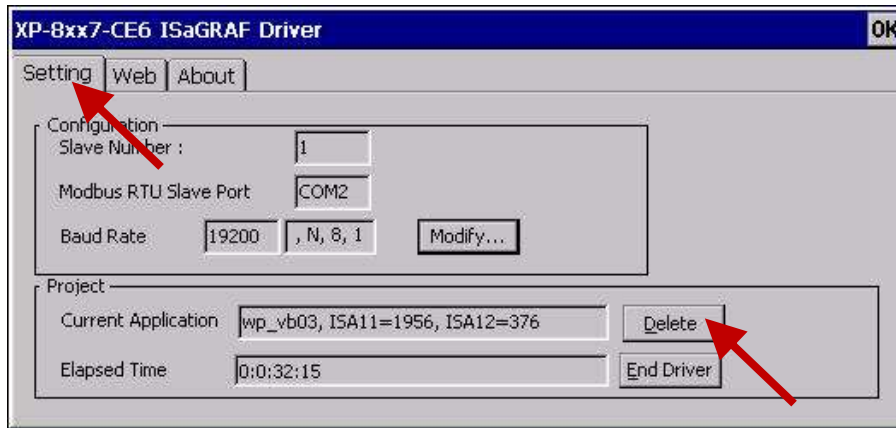 XP-8xx7-CE6 ISaGRAF Driver OK
Setting Web About
Configuration
Slave Number : 1
Modbus RTU Slave Port COM2
Baud Rate 19200 , N, 8, 1 Modify...
Project
Current Application wp_vb03, ISA11=1956, ISA12=376 Delete
Elapsed Time 0:0:32:15 End Driver